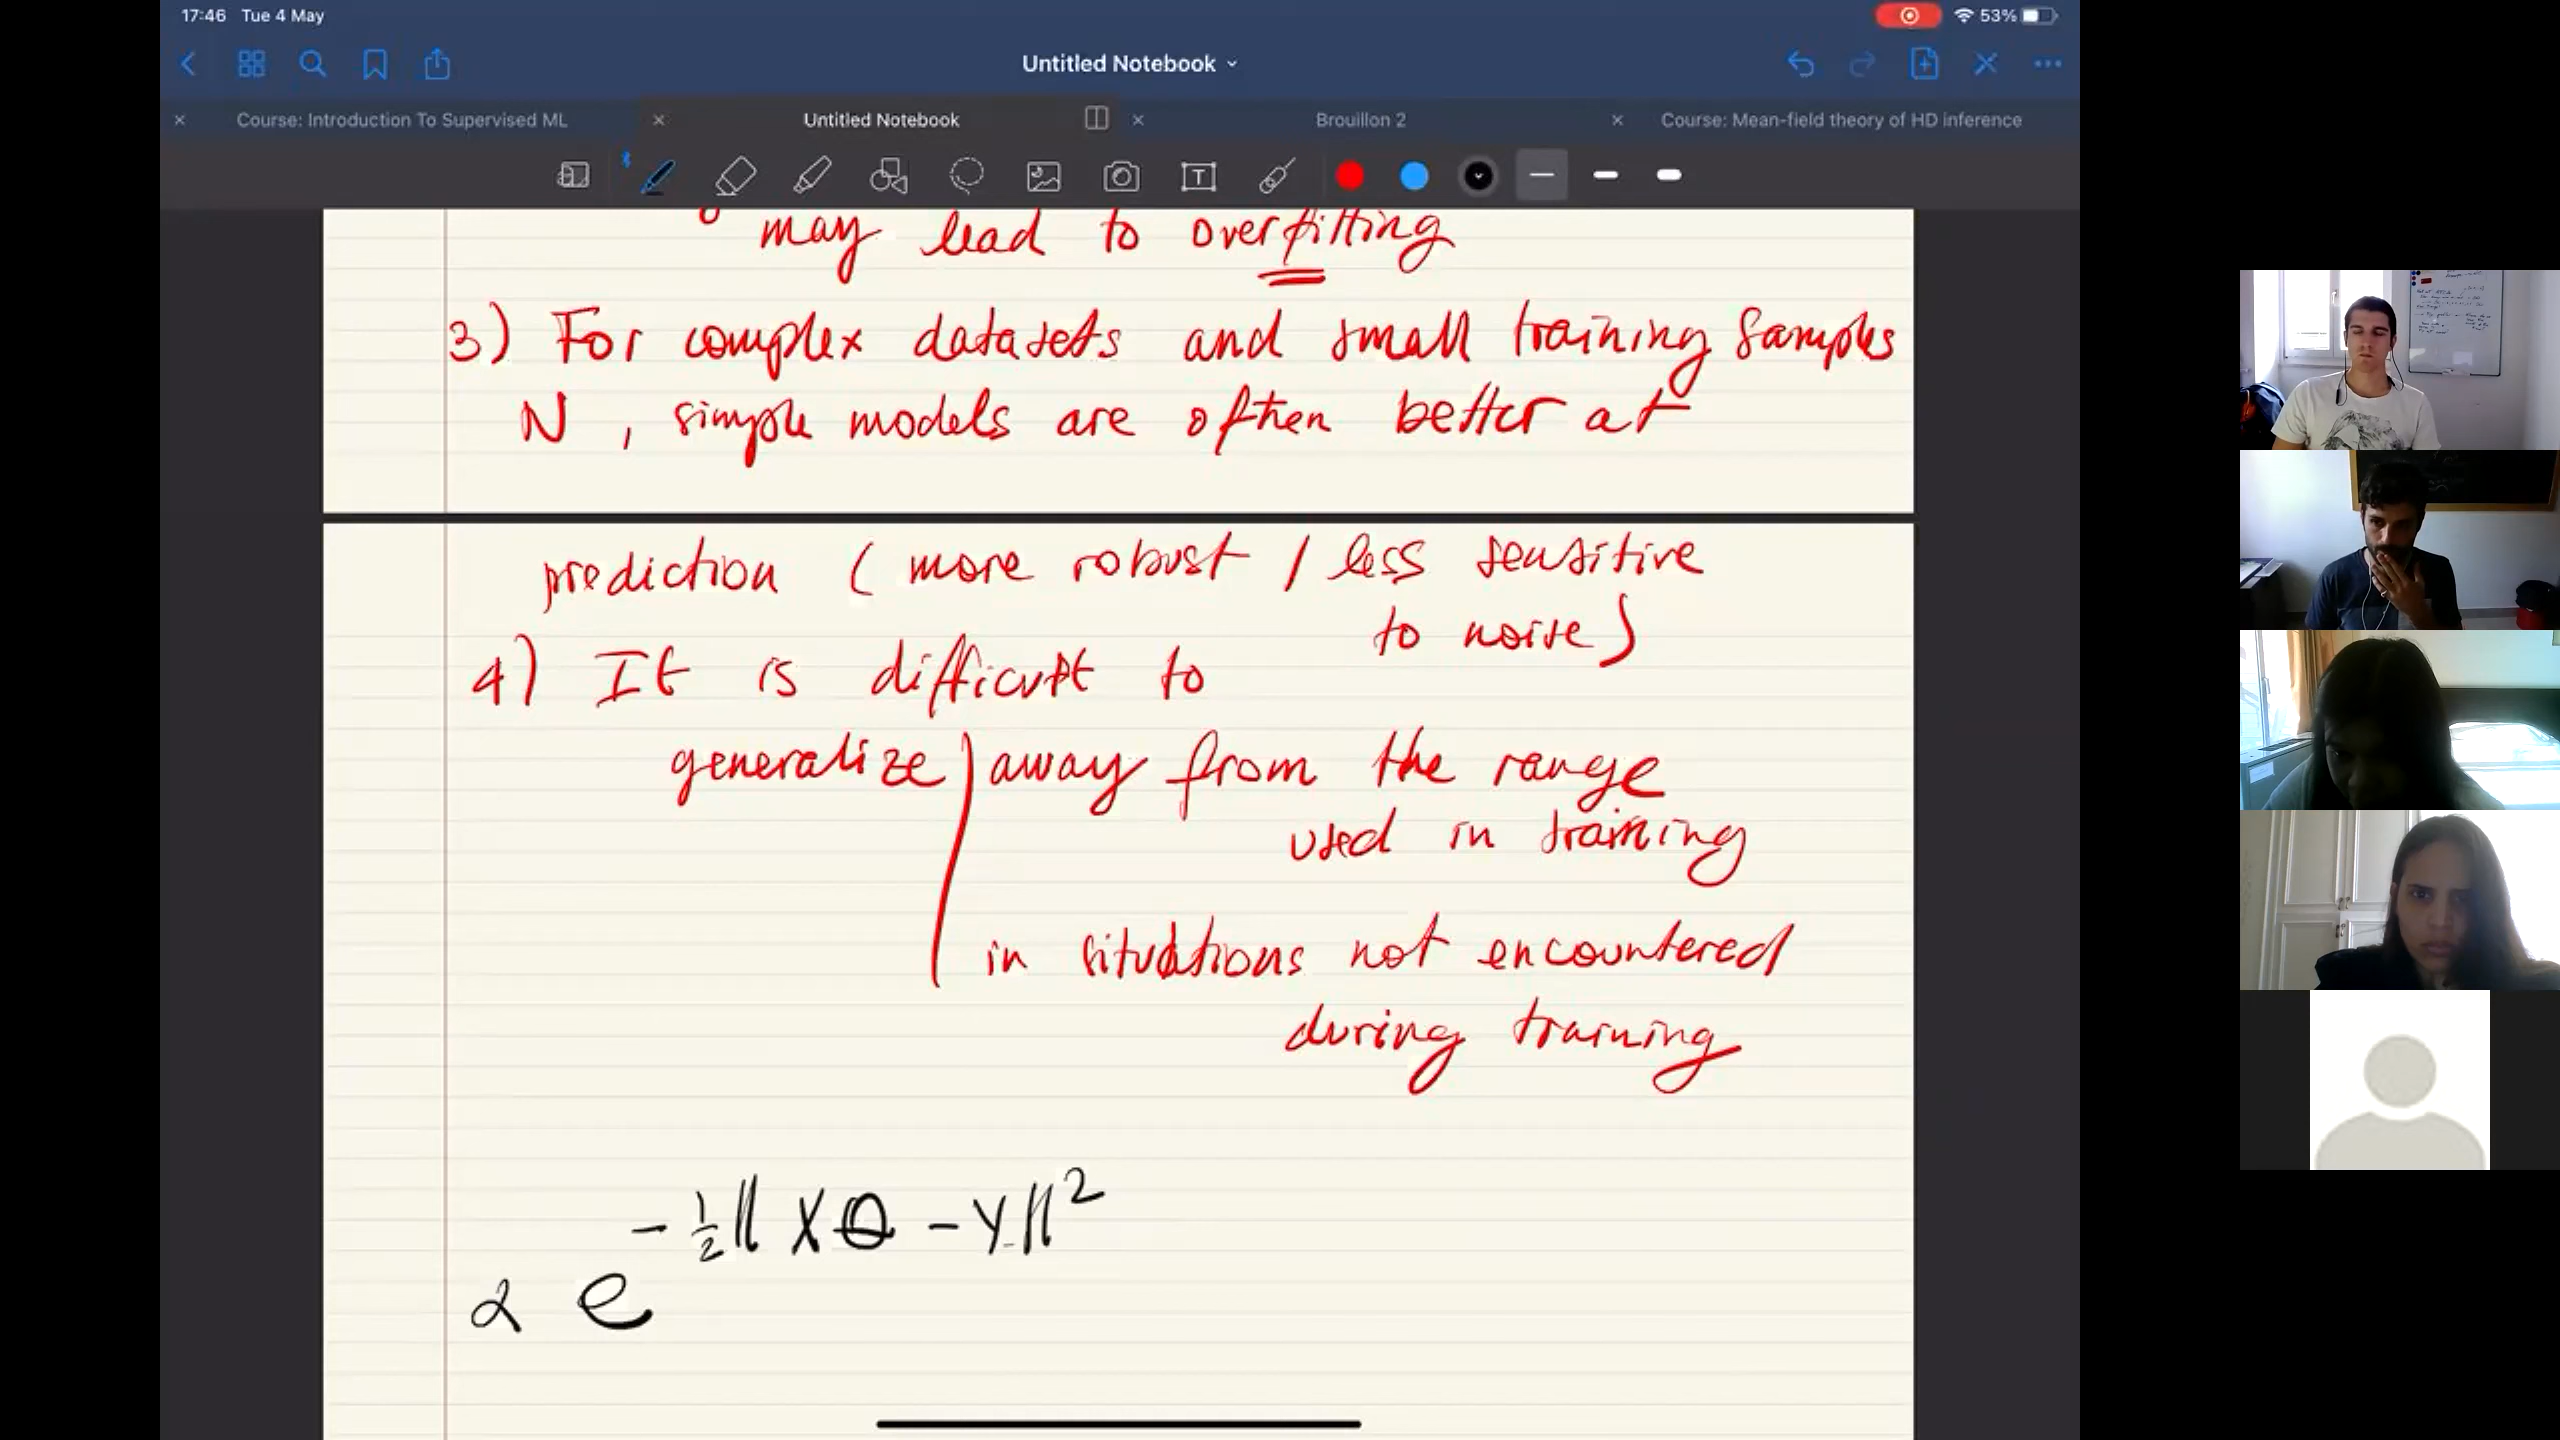 17:46 Tue 4 May
53%
Untitled Notebook
Course: Introduction To Supervised ML
Untitled Notebook
Brouillon 2
Course: Mean-field theory of HD inference
may lead to overfitting
3) For complex datasets and small training samples
N , simple models are often better at
prediction ( more robust / less sensitive
to noise )
4) It is difficult to
generalize ) away from the range
used in training
in situations not encountered
during training
- 1/2 || XΘ - Y ||²
α e